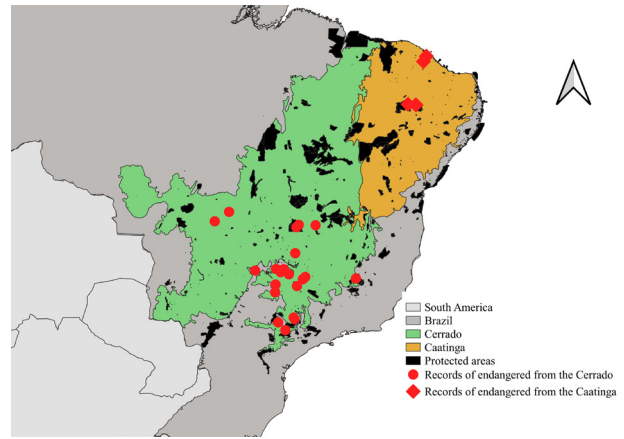 South America
Brazil
Cerrado
Caatinga
Protected areas
Records of endangered from the Cerrado
Records of endangered from the Caatinga